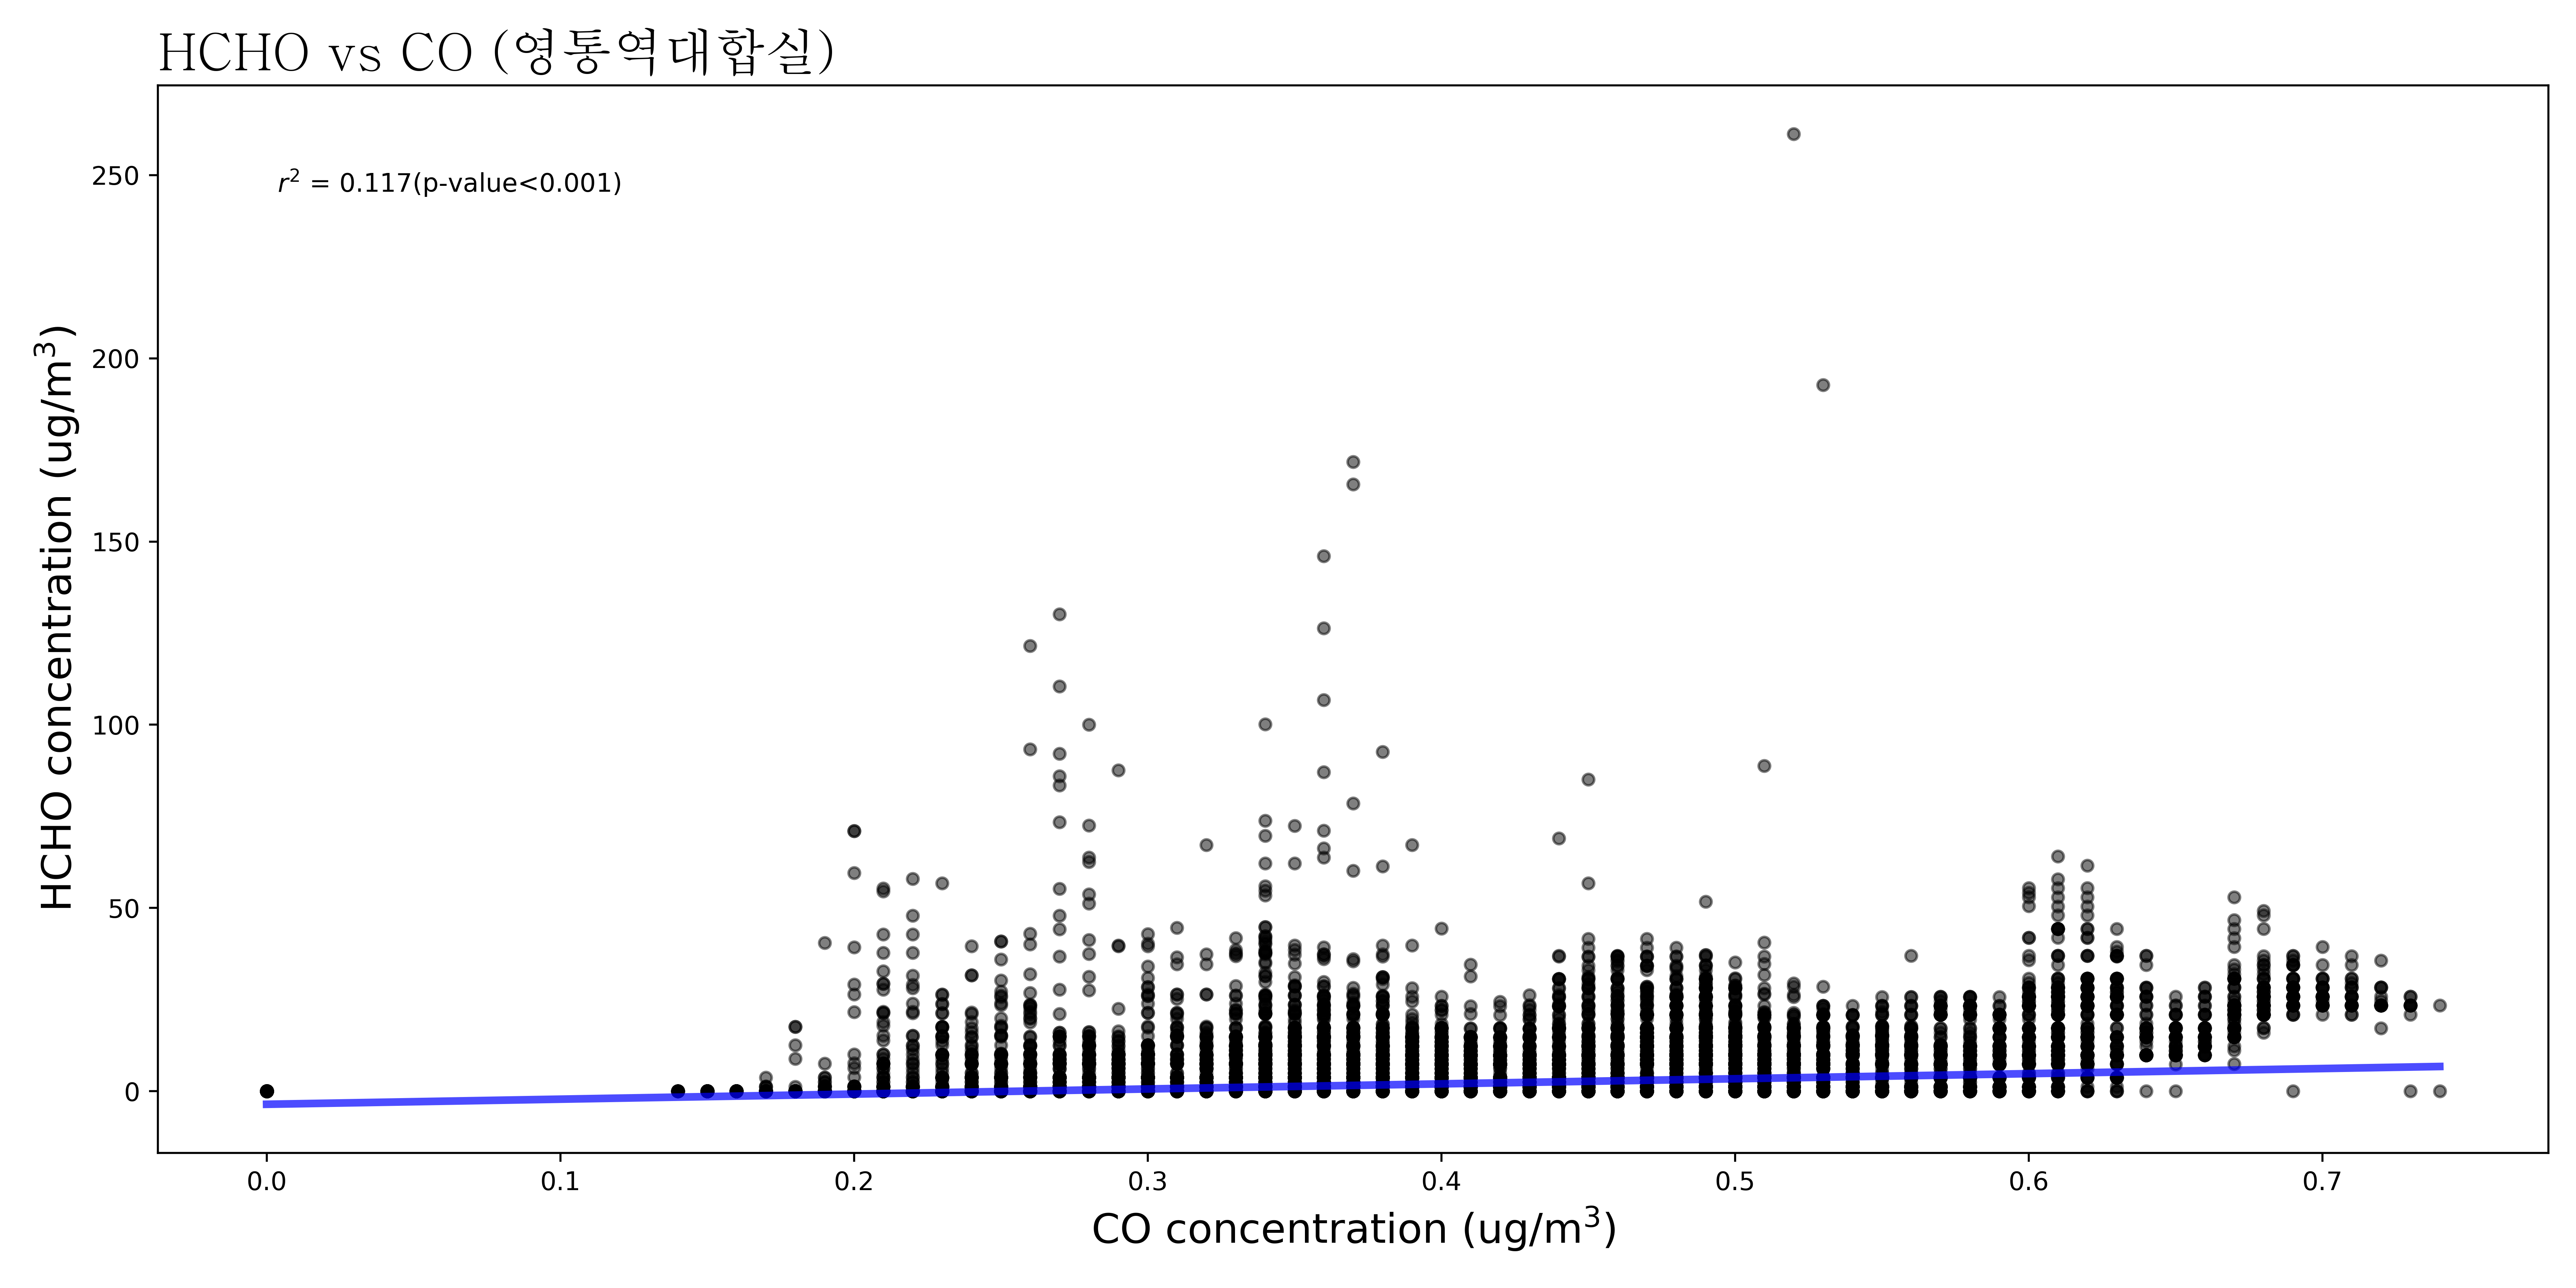 HCHO vs CO (영통역대합실)
r² = 0.117(p-value<0.001)
HCHO concentration (ug/m³)
250
200
150
100
50
0
0.0 0.1 0.2 0.3 0.4 0.5 0.6 0.7
CO concentration (ug/m³)